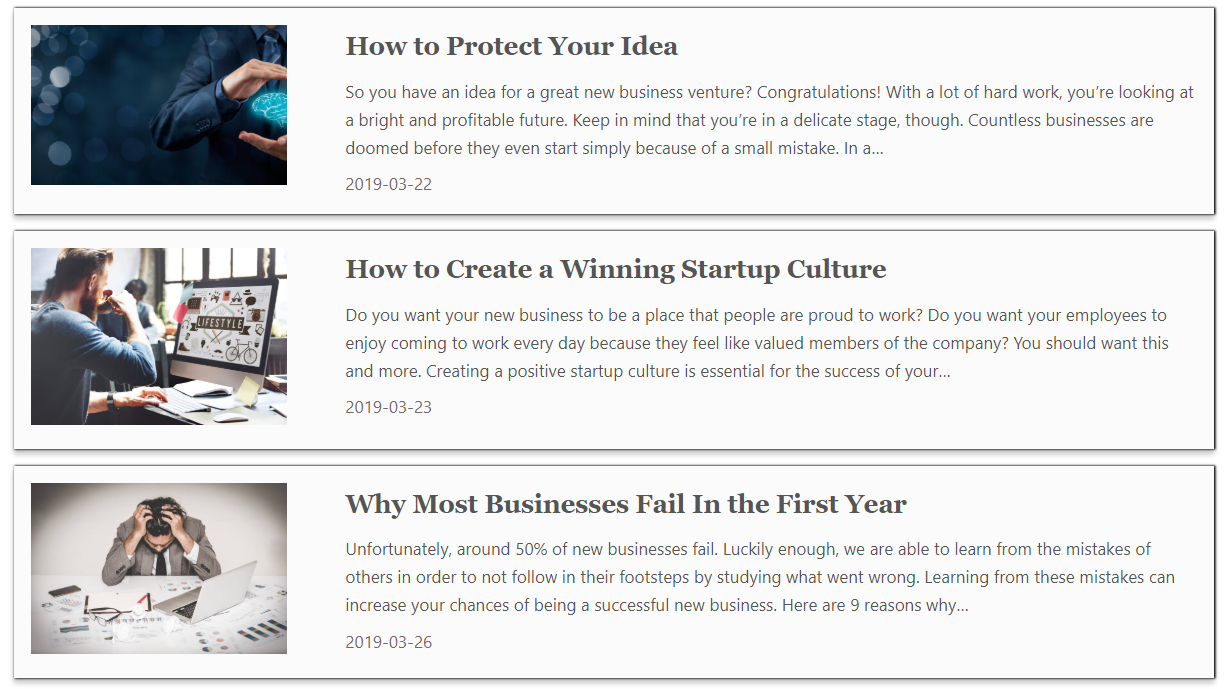 How to Protect Your Idea
So you have an idea for a great new business venture? Congratulations! With a lot of hard work, you’re looking at
a bright and profitable future. Keep in mind that you’re in a delicate stage, though. Countless businesses are
doomed before they even start simply because of a small mistake. In a...
2019-03-22
How to Create a Winning Startup Culture
LIFESTYLE
Do you want your new business to be a place that people are proud to work? Do you want your employees to
enjoy coming to work every day because they feel like valued members of the company? You should want this
and more. Creating a positive startup culture is essential for the success of your...
2019-03-23
Why Most Businesses Fail In the First Year
Unfortunately, around 50% of new businesses fail. Luckily enough, we are able to learn from the mistakes of
others in order to not follow in their footsteps by studying what went wrong. Learning from these mistakes can
increase your chances of being a successful new business. Here are 9 reasons why...
2019-03-26